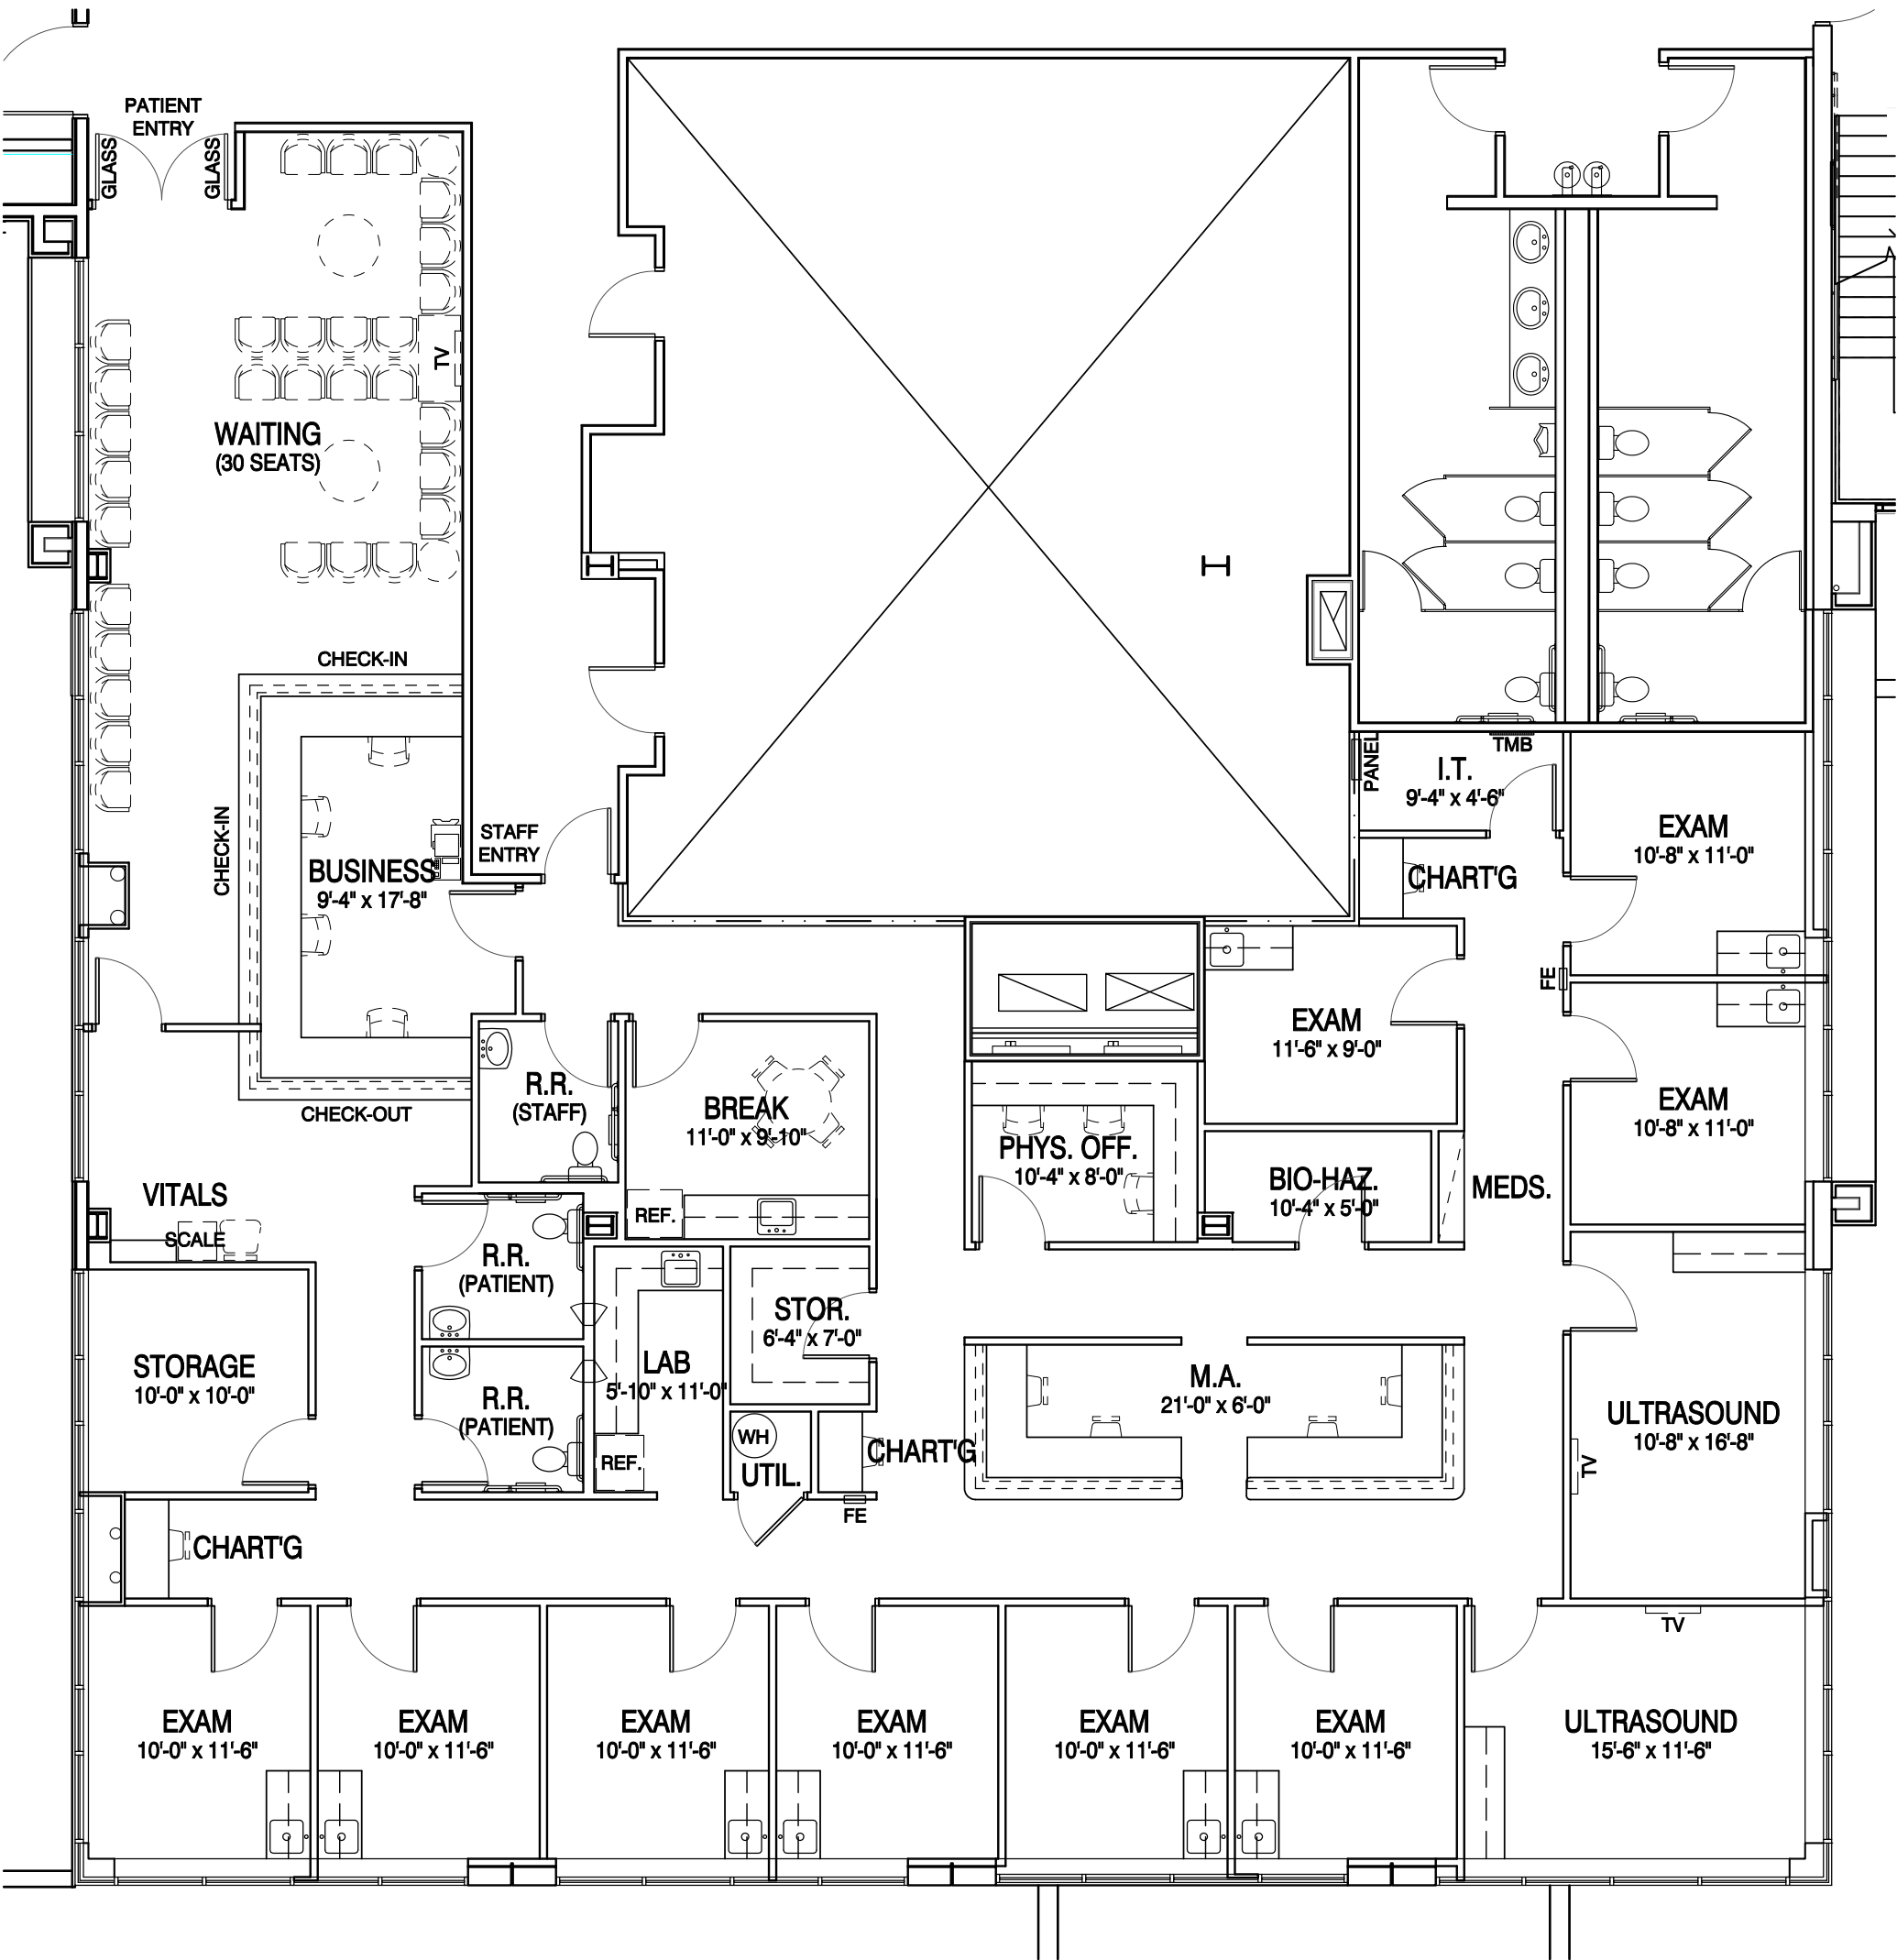 PATIENT
ENTRY
GLASS
GLASS
TV
WAITING
(30 SEATS)
CHECK-IN
CHECK-IN
BUSINESS
9'-4" x 17'-8"
STAFF
ENTRY
CHECK-OUT
PANEL
TMB
I.T.
9'-4" x 4'-6"
CHART'G
EXAM
10'-8" x 11'-0"
FE
EXAM
11'-6" x 9'-0"
EXAM
10'-8" x 11'-0"
R.R.
(STAFF)
BREAK
11'-0" x 9'-10"
REF.
PHYS. OFF.
10'-4" x 8'-0"
BIO-HAZ.
10'-4" x 5'-0"
MEDS.
VITALS
SCALE
R.R.
(PATIENT)
STORAGE
10'-0" x 10'-0"
R.R.
(PATIENT)
LAB
5'-10" x 11'-0"
REF.
STOR.
6'-4" x 7'-0"
WH
UTIL.
CHART'G
FE
M.A.
21'-0" x 6'-0"
ULTRASOUND
10'-8" x 16'-8"
TV
CHART'G
TV
EXAM
10'-0" x 11'-6"
EXAM
10'-0" x 11'-6"
EXAM
10'-0" x 11'-6"
EXAM
10'-0" x 11'-6"
EXAM
10'-0" x 11'-6"
EXAM
10'-0" x 11'-6"
ULTRASOUND
15'-6" x 11'-6"